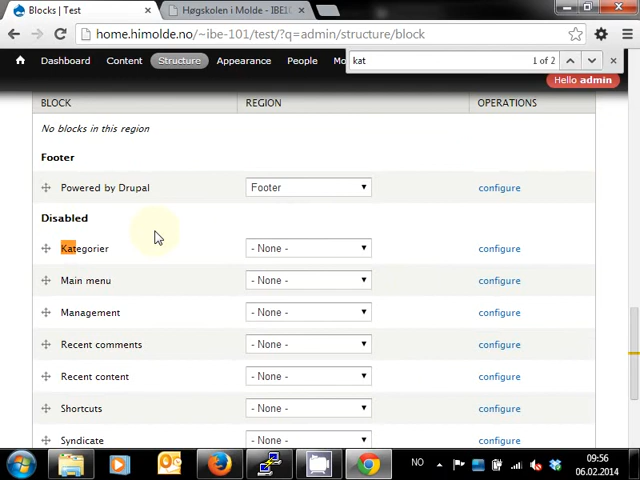 Blocks | Test
Høgskolen i Molde - IBE10
home.himolde.no/~ibe-101/test/?q=admin/structure/block
Dashboard Content Structure Appearance People Mo
kat 1 of 2
Hello admin
BLOCK REGION OPERATIONS
No blocks in this region
Footer
Powered by Drupal Footer configure
Disabled
Kategorier - None - configure
Main menu - None - configure
Management - None - configure
Recent comments - None - configure
Recent content - None - configure
Shortcuts - None - configure
Syndicate - None - configure
NO 09:56
06.02.2014